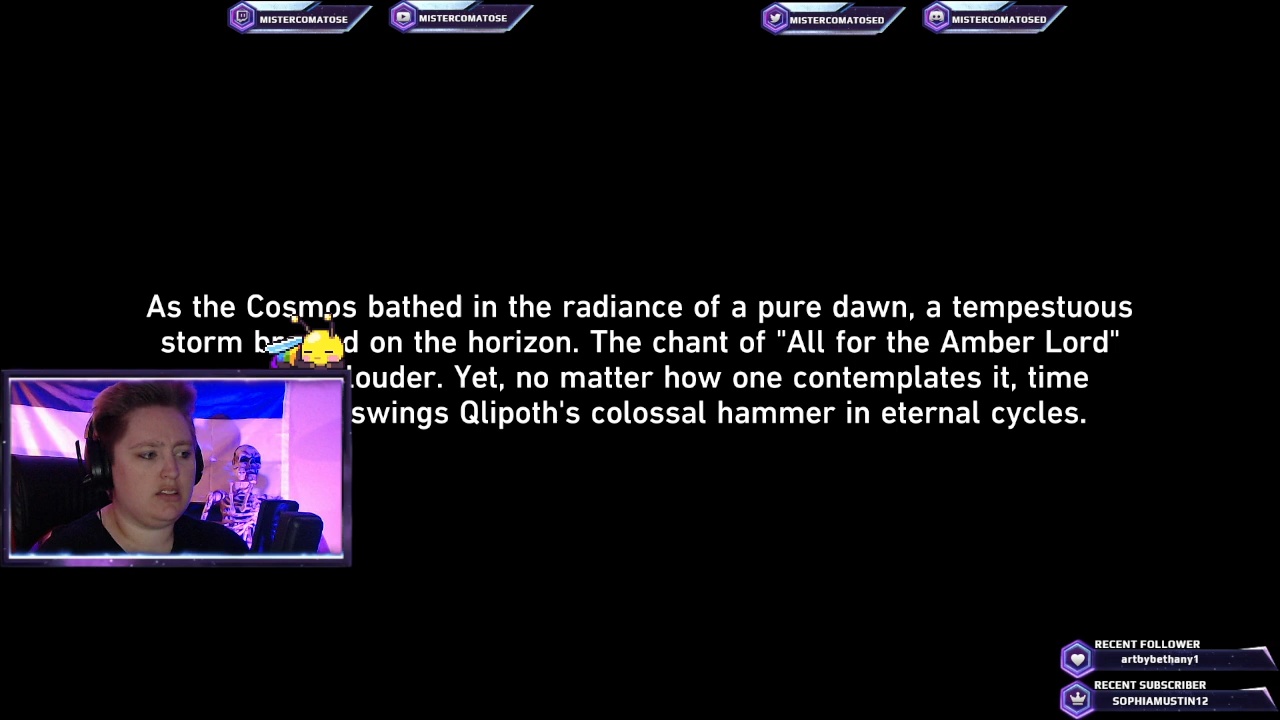 MISTERCOMATOSE
MISTERCOMATOSE
MISTERCOMATOSED
MISTERCOMATOSED
As the Cosmos bathed in the radiance of a pure dawn, a tempestuous
storm on the horizon. The chant of "All for the Amber Lord"
louder. Yet, no matter how one contemplates it, time
swings Qlipoth's colossal hammer in eternal cycles.
RECENT FOLLOWER
artbybethany1
RECENT SUBSCRIBER
SOPHIAMUSTIN12